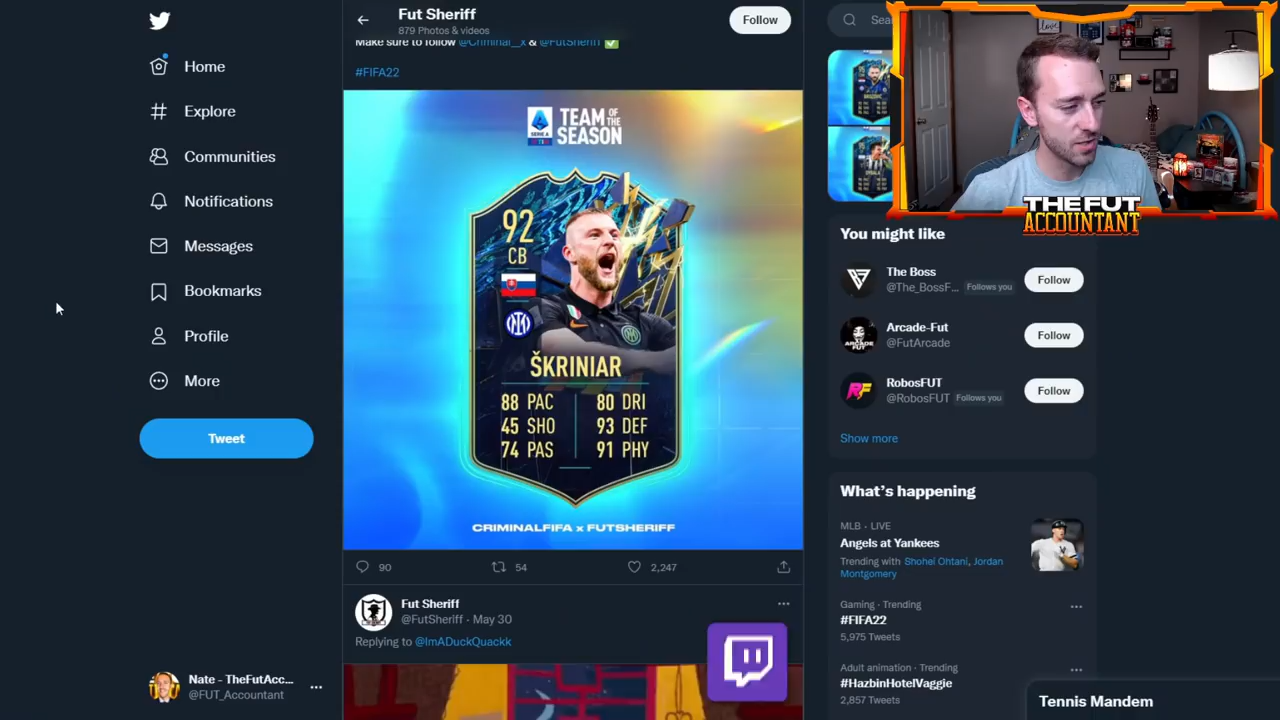 Fut Sheriff
879 Photos & videos
Follow
Make sure to follow @Criminal__x & @FutSheriff
#FIFA22
Home
Explore
Communities
Notifications
Messages
Bookmarks
Profile
More
Tweet
SERIE A
TEAM OF THE SEASON
92
CB
ŠKRINIAR
88 PAC
80 DRI
45 SHO
93 DEF
74 PAS
91 PHY
CRIMINALFIFA x FUTSHERIFF
90
54
2,247
Fut Sheriff
@FutSheriff · May 30
Replying to @ImADuckQuackk
Nate - TheFutAcc...
@FUT_Accountant
Sea
THE FUT
ACCOUNTANT
You might like
The Boss
@The_BossF... Follows you
Follow
Arcade-Fut
@FutArcade
Follow
RobosFUT
@RobosFUT Follows you
Follow
Show more
What's happening
MLB · LIVE
Angels at Yankees
Trending with Shohei Ohtani, Jordan
Montgomery
Gaming · Trending
#FIFA22
5,975 Tweets
Adult animation · Trending
#HazbinHotelVaggie
2,857 Tweets
Tennis Mandem